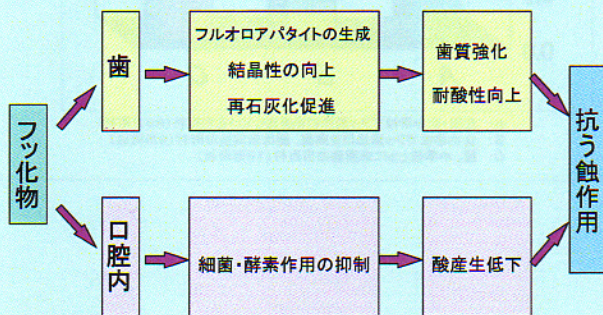 フッ化物
歯
フルオロアパタイトの生成
結晶性の向上
再石灰化促進
歯質強化
耐酸性向上
口腔内
細菌・酵素作用の抑制
酸産生低下
抗う蝕作用